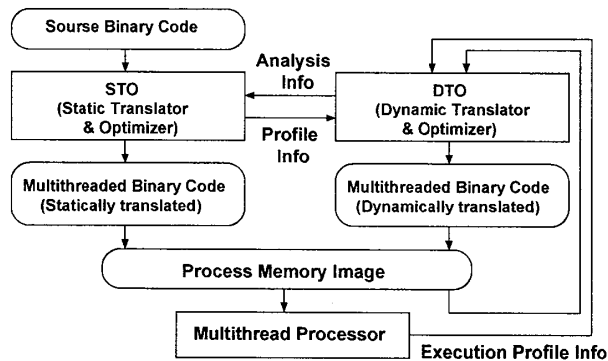 Sourse Binary Code
STO
(Static Translator
& Optimizer)
Analysis
Info
Profile
Info
DTO
(Dynamic Translator
& Optimizer)
Multithreaded Binary Code
(Statically translated)
Multithreaded Binary Code
(Dynamically translated)
Process Memory Image
Multithread Processor
Execution Profile Info